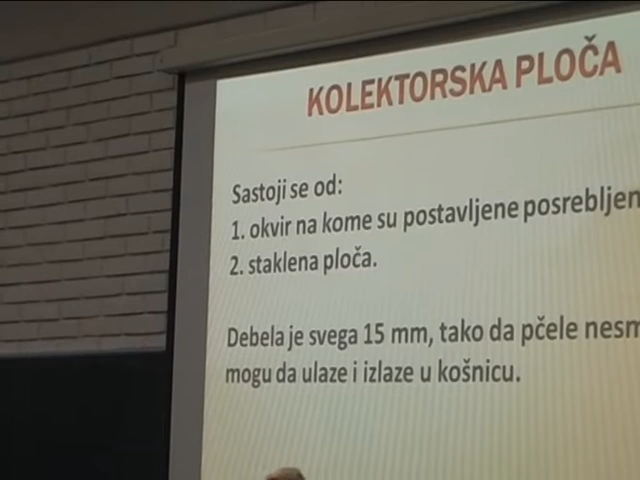 KOLEKTORSKA PLOČA
Sastoji se od:
1. okvir na kome su postavljene posrebljen
2. staklena ploča.
Debela je svega 15 mm, tako da pčele nesm
mogu da ulaze i izlaze u košnicu.